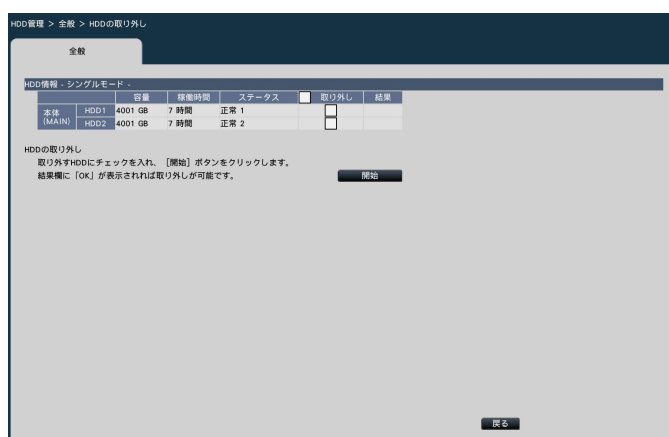 HDD管理 > 全般 > HDDの取り外し
全般
HDD情報 - シングルモード -
容量 稼働時間 ステータス 取り外し 結果
本体 (MAIN) HDD1 4001 GB 7 時間 正常 1
HDD2 4001 GB 7 時間 正常 2
HDDの取り外し
取り外すHDDにチェックを入れ、［開始］ボタンをクリックします。
結果欄に「OK」が表示されれば取り外しが可能です。 開始
戻る